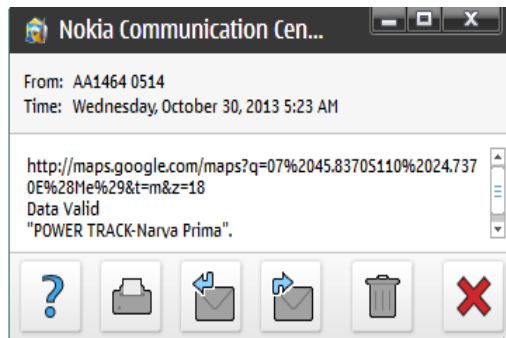 Nokia Communication Cen...
From: AA1464 0514
Time: Wednesday, October 30, 2013 5:23 AM
http://maps.google.com/maps?q=07%2045.8370S110%2024.737
0E%28Me%29&t=m&z=18
Data Valid
"POWER TRACK-Narya Prima".